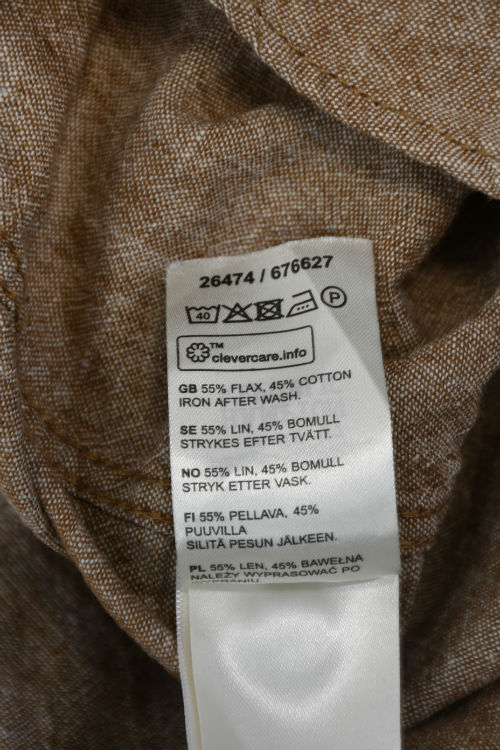 26474 / 676627
40 P
TM
clevercare.info
GB 55% FLAX, 45% COTTON
IRON AFTER WASH.
SE 55% LIN, 45% BOMULL
STRYKES EFTER TVÄTT.
NO 55% LIN, 45% BOMULL
STRYK ETTER VASK.
FI 55% PELLAVA, 45%
PUUVILLA
SILITÄ PESUN JÄLKEEN.
PL 55% LEN, 45% BAWEŁNA
NALEŻY WYPRASOWAĆ PO
WYPRANIU.